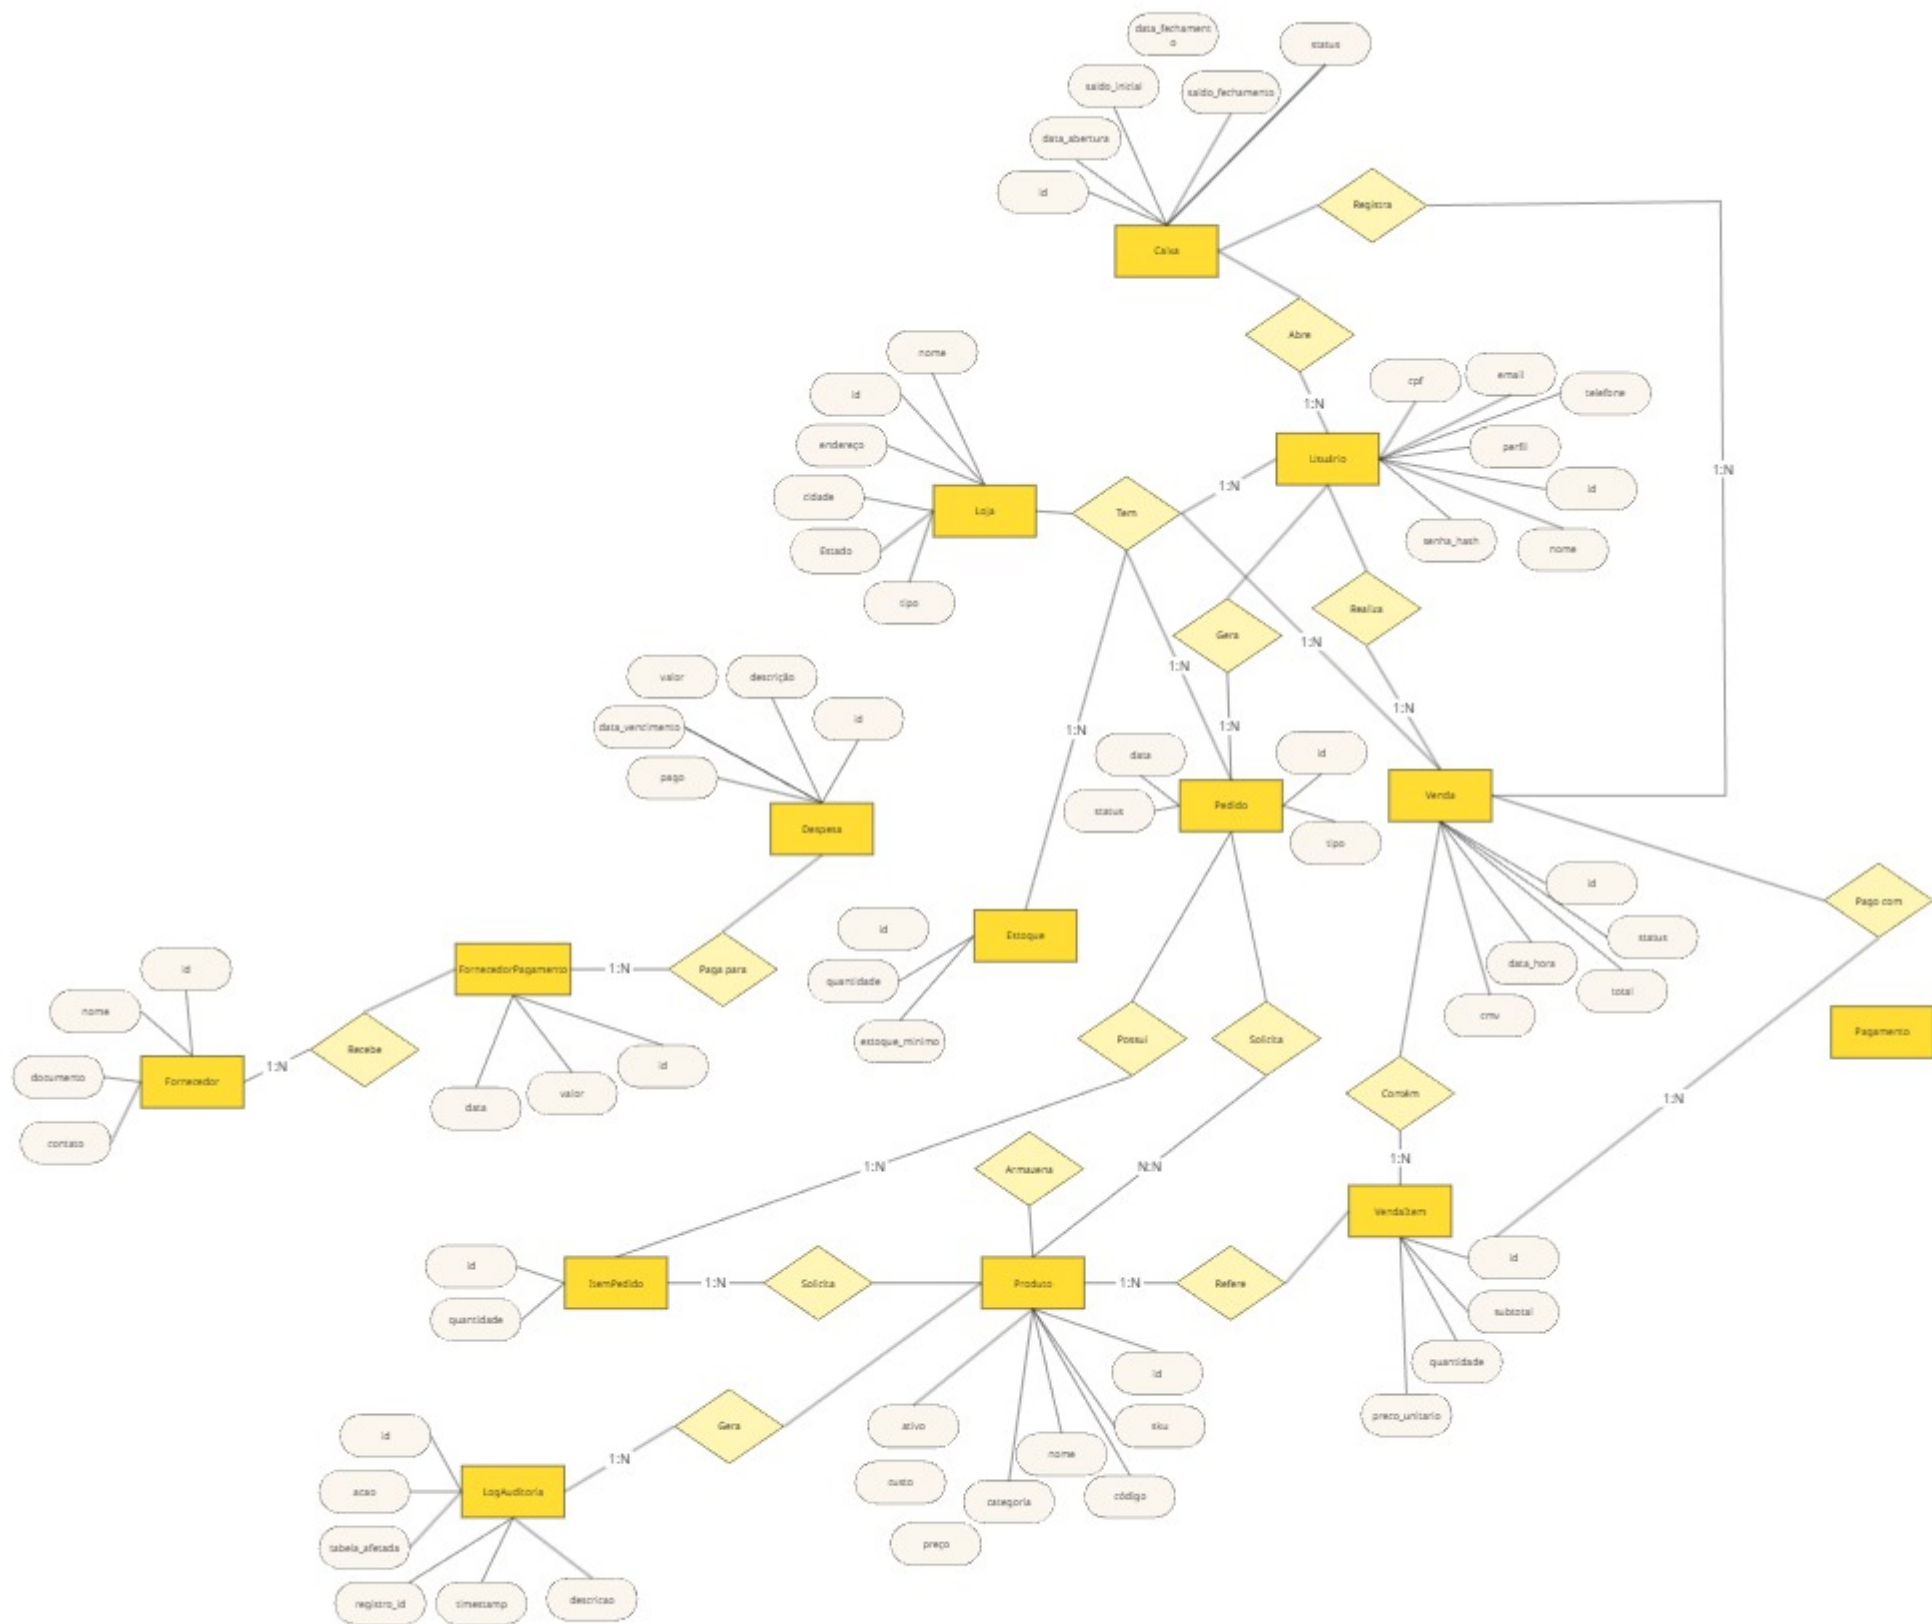 data_fechament
o
status
saldo_inicial
saldo_fechamento
data_abertura
id
Registra
Caixa
Abre
nome
cpf
email
telefone
id
1:N
endereço
perfil
Usuário
1:N
cidade
1:N
id
Loja
Tem
Estado
senha_hash
nome
tipo
Realiza
Gera
1:N
1:N
valor
descrição
id
data_vencimento
1:N
1:N
1:N
data
id
pago
Pedido
Venda
status
Despesa
tipo
id
Pago com
id
Estoque
status
id
FornecedorPagamento
1:N
Paga para
data_hora
quantidade
total
nome
cmv
estoque_minimo
Possui
Solicita
Pagamento
Recebe
1:N
id
documento
Fornecedor
valor
Contém
1:N
data
contato
1:N
Armazena
N:N
1:N
VendaItem
id
id
ItemPedido
1:N
Solicita
Produto
1:N
Refere
subtotal
quantidade
quantidade
id
preco_unitario
ativo
sku
Gera
id
nome
1:N
custo
categoria
código
acao
LogAuditoria
preço
tabela_afetada
registro_id
timestamp
descricao